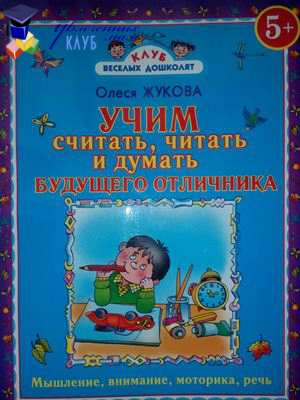 КЛУБ
5+
КЛУБ
ВЕСЕЛЫХ ДОШКОЛЯТ
Олеся ЖУКОВА
УЧИМ
считать, читать
и думать
БУДУЩЕГО ОТЛИЧНИКА
Мышление, внимание, моторика, речь